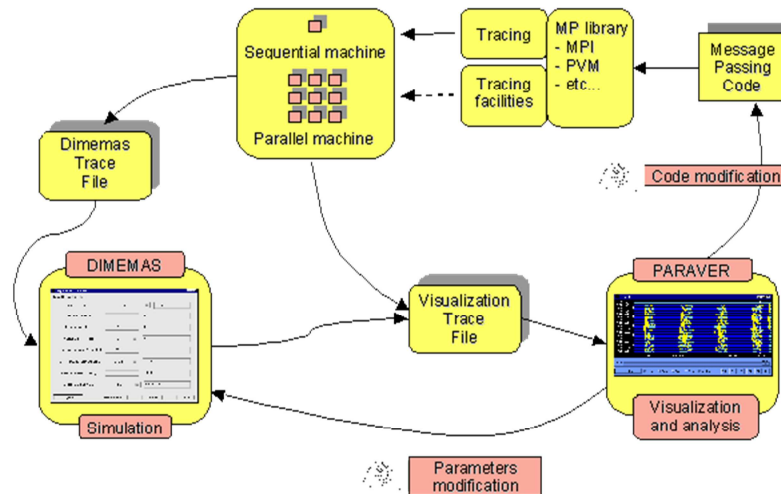 Sequential machine
Parallel machine
Tracing
Tracing
facilities
MP library
- MPI
- PVM
- etc...
Message
Passing
Code
Dimemas
Trace
File
Code modification
DIMEMAS
Simulation
Visualization
Trace
File
PARAVER
Visualization
and analysis
Parameters
modification